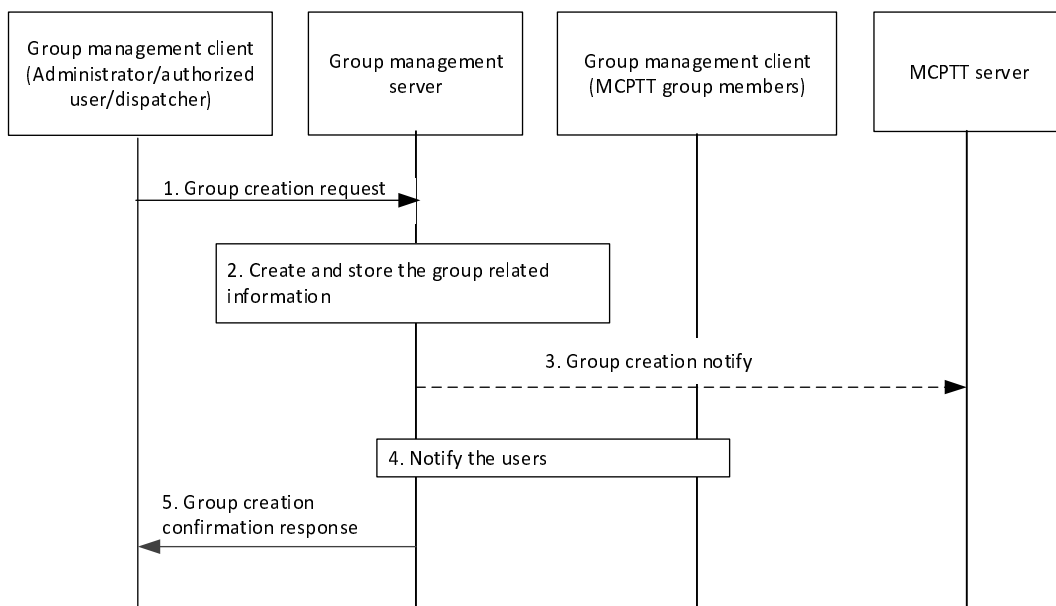 Group management client
(Administrator/authorized
user/dispatcher)
Group management
server
Group management client
(MCPTT group members)
MCPTT server
1. Group creation request
2. Create and store the group related
information
3. Group creation notify
4. Notify the users
5. Group creation
confirmation response